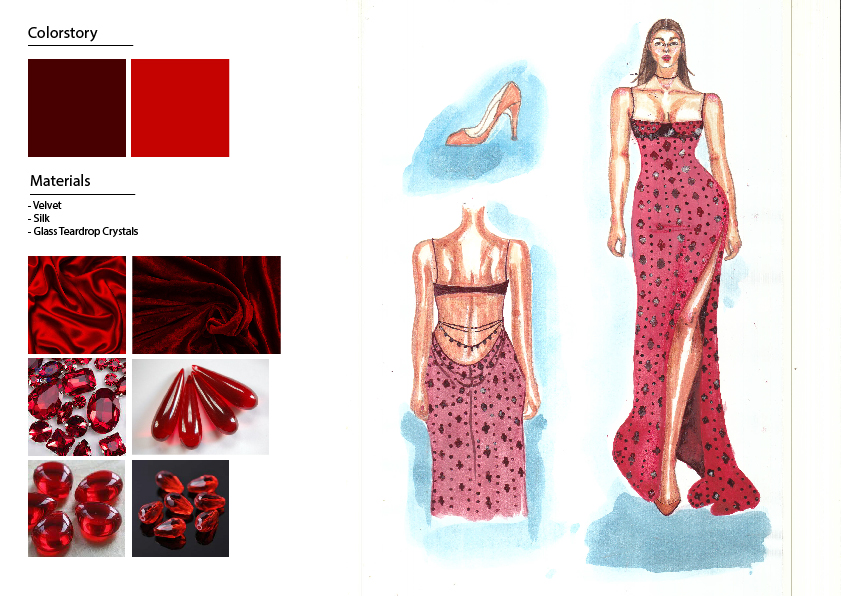 Colorstory
Materials
- Velvet
- Silk
- Glass Teardrop Crystals